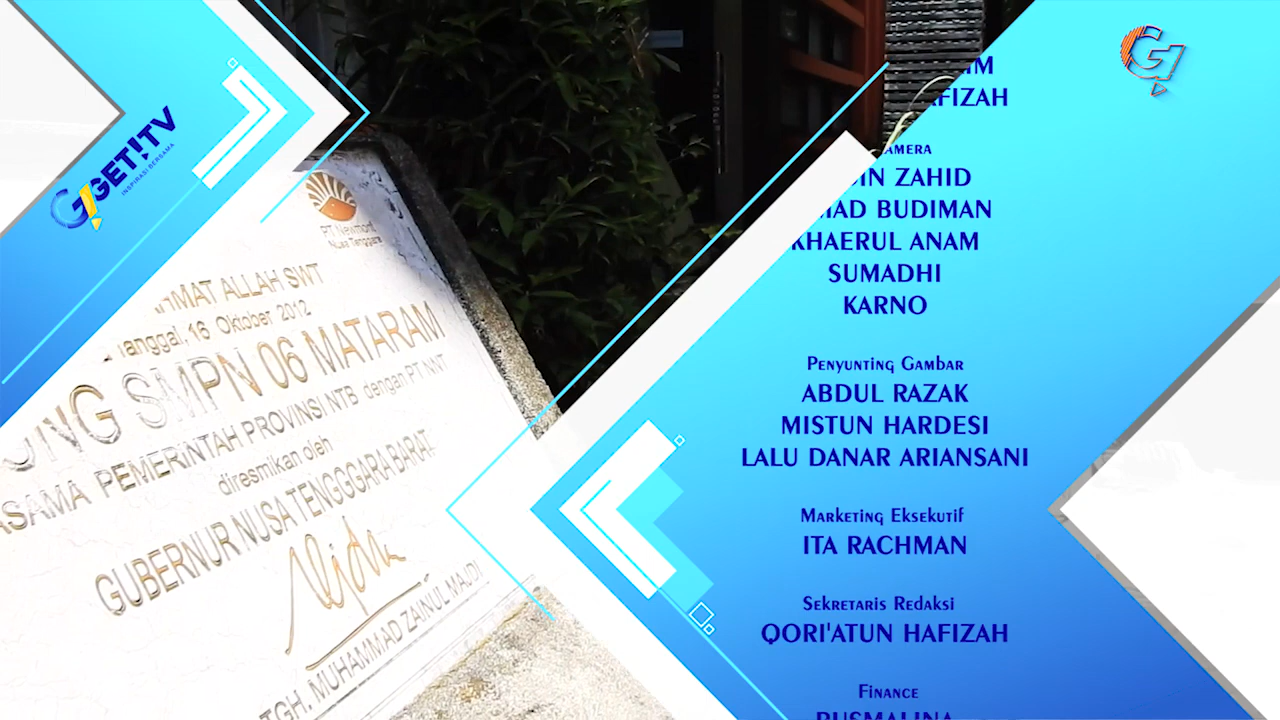 GET!TV
INSPIRASI BERSAMA
PT Newmont
Nusa Tenggara
ALLAH SWT
Tanggal, 16 Oktober 2012
SMPN 06 MATARAM
PEMERINTAH PROVINSI NTB dengan PT NNT
diresmikan oleh
GUBERNUR NUSA TENGGGARA BARAT
TGH. MUHAMMAD ZAINUL MAJDI
ZAHID
BUDIMAN
KHAERUL ANAM
SUMADHI
KARNO
Penyunting Gambar
ABDUL RAZAK
MISTUN HARDESI
LALU DANAR ARIANSANI
Marketing Eksekutif
ITA RACHMAN
Sekretaris Redaksi
QORI'ATUN HAFIZAH
Finance